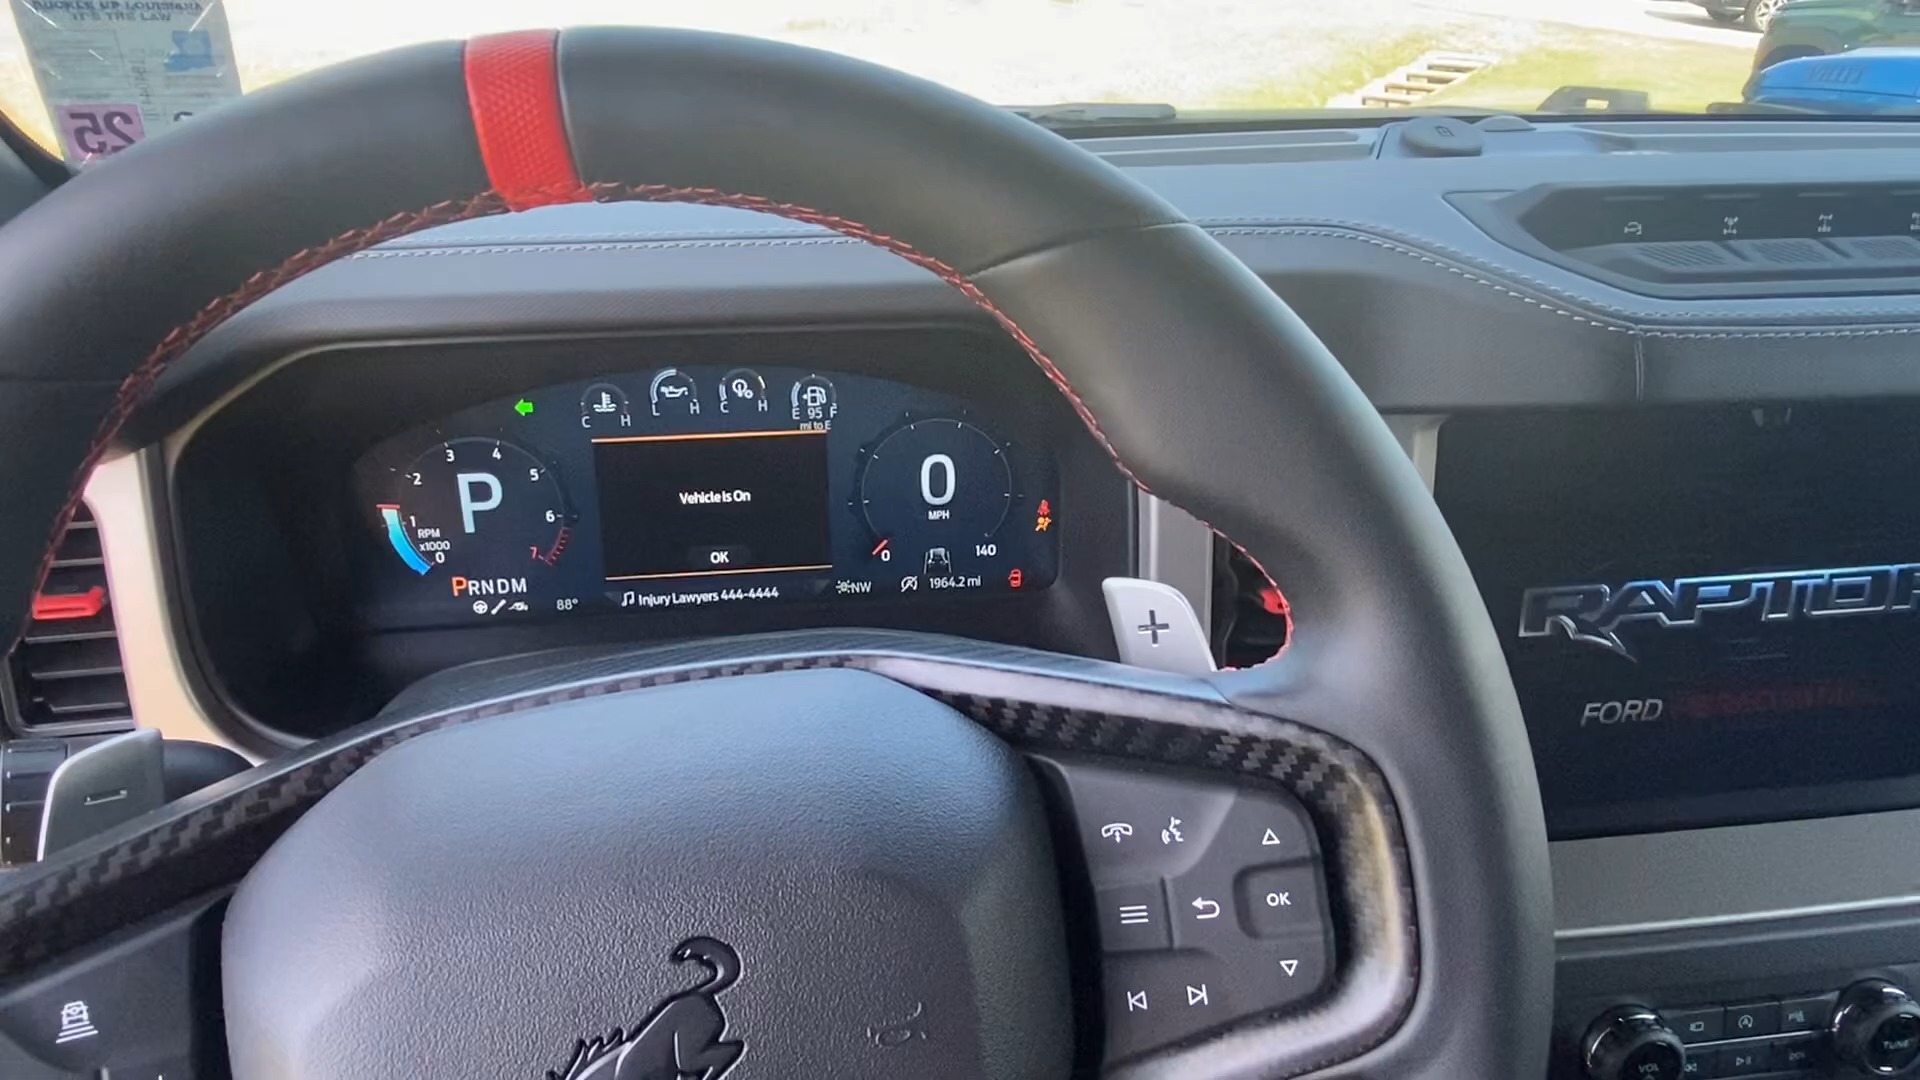 BUCKLE UP LOUISIANA
IT'S THE LAW
25
C H
L H
C H
E 95 F
mi to E
1 2 3 4 5 6 7
P
RPM
x1000
0
Vehicle is On
OK
0
MPH
0 140
PRNDM
88°
Injury Lawyers 444-4444
NW
1964.2 mi
+
-
RAPTOR
FORD
OK
VOL
TUNE